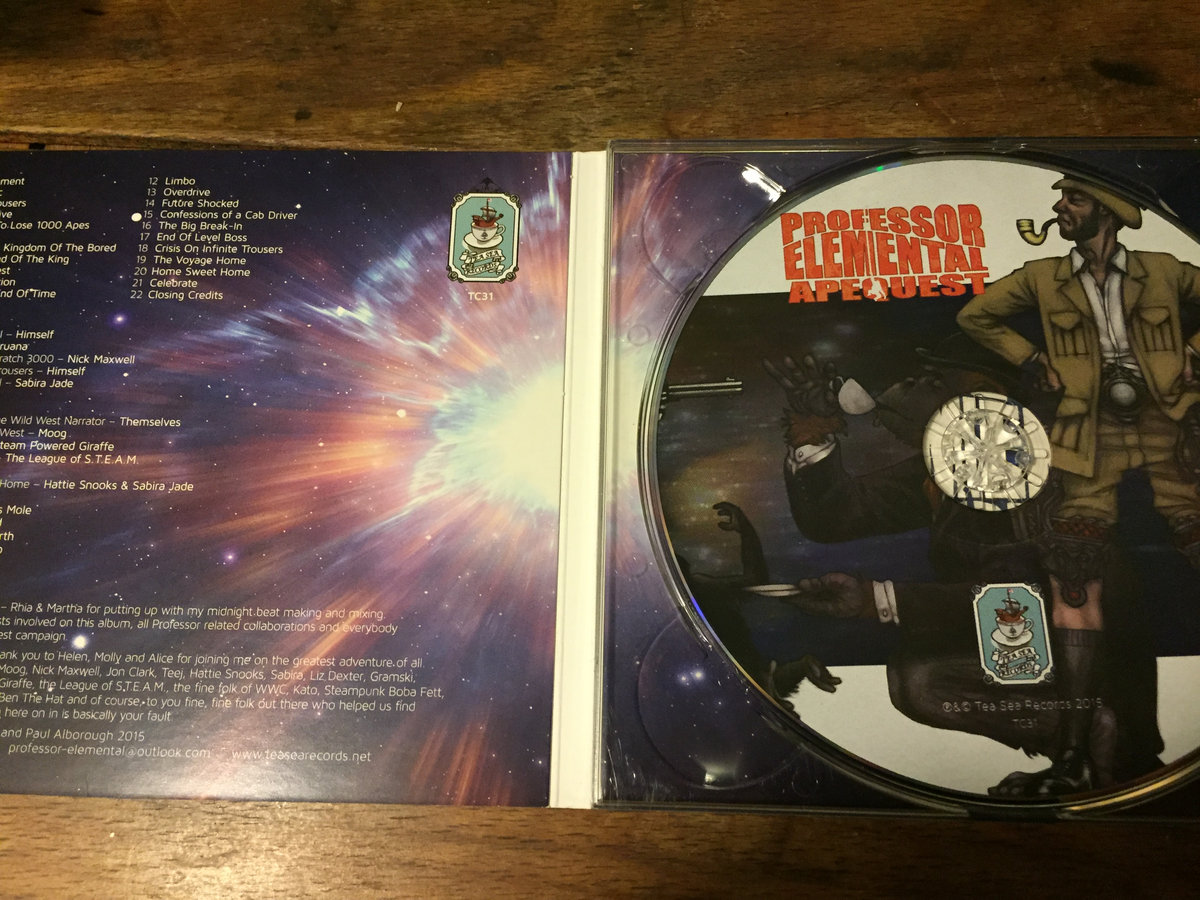 ment
12 Limbo
c
13 Overdrive
ousers
14 Future Shocked
ive
15 Confessions of a Cab Driver
To Lose 1000 Apes
16 The Big Break-In
17 End Of Level Boss
Kingdom Of The Bored
18 Crisis On Infinite Trousers
nd Of The King
19 The Voyage Home
est
20 Home Sweet Home
tion
21 Celebrate
nd Of Time
22 Closing Credits
TEA SEA
RECORDS
TC31
l – Himself
ruana
ratch 3000 – Nick Maxwell
rousers – Himself
l – Sabira Jade
e Wild West Narrator – Themselves
West – Moog
team Powered Giraffe
– The League of S.T.E.A.M.
Home – Hattie Snooks & Sabira Jade
s Mole
d
rth
o
– Rhia & Martha for putting up with my midnight beat making and mixing.
sts involved on this album, all Professor related collaborations and everybody
est campaign.
ank you to Helen, Molly and Alice for joining me on the greatest adventure of all
Moog, Nick Maxwell, Jon Clark, Teej, Hattie Snooks, Sabira, Liz Dexter, Gramski,
Giraffe, the League of S.T.E.A.M., the fine folk of WWC, Kato, Steampunk Boba Fett,
Ben The Hat and of course, to you fine, fine folk out there who helped us find
here on in is basically your fault
and Paul Alborough 2015
professor-elemental@outlook.com - www.teasearecords.net
PROFESSOR
ELEMENTAL
APEQUEST
TEA SEA
RECORDS
℗&© Tea Sea Records 2015
TC31